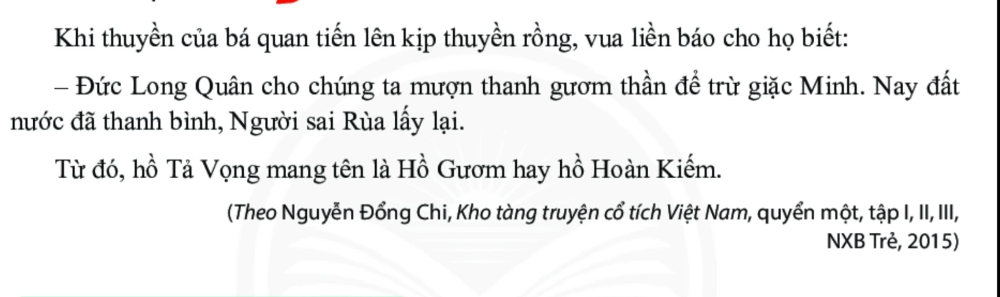 Khi thuyền của bá quan tiến lên kịp thuyền rồng, vua liền báo cho họ biết:
– Đức Long Quân cho chúng ta mượn thanh gươm thần để trừ giặc Minh. Nay đất
nước đã thanh bình, Người sai Rùa lấy lại.
Từ đó, hồ Tả Vọng mang tên là Hồ Gươm hay hồ Hoàn Kiếm.
(Theo Nguyễn Đổng Chi, Kho tàng truyện cổ tích Việt Nam, quyển một, tập I, II, III,
NXB Trẻ, 2015)